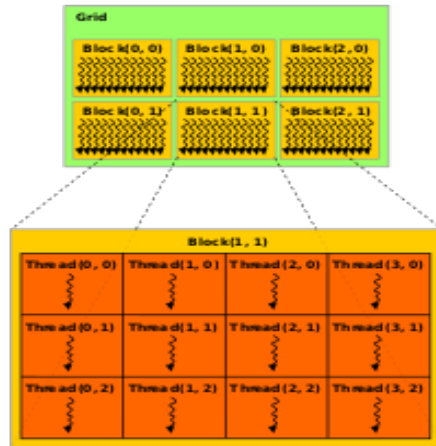 Grid
Block(0, 0) Block(1, 0) Block(2, 0)
Block(0, 1) Block(1, 1) Block(2, 1)
Block(1, 1)
Thread(0, 0) Thread(1, 0) Thread(2, 0) Thread(3, 0)
Thread(0, 1) Thread(1, 1) Thread(2, 1) Thread(3, 1)
Thread(0, 2) Thread(1, 2) Thread(2, 2) Thread(3, 2)